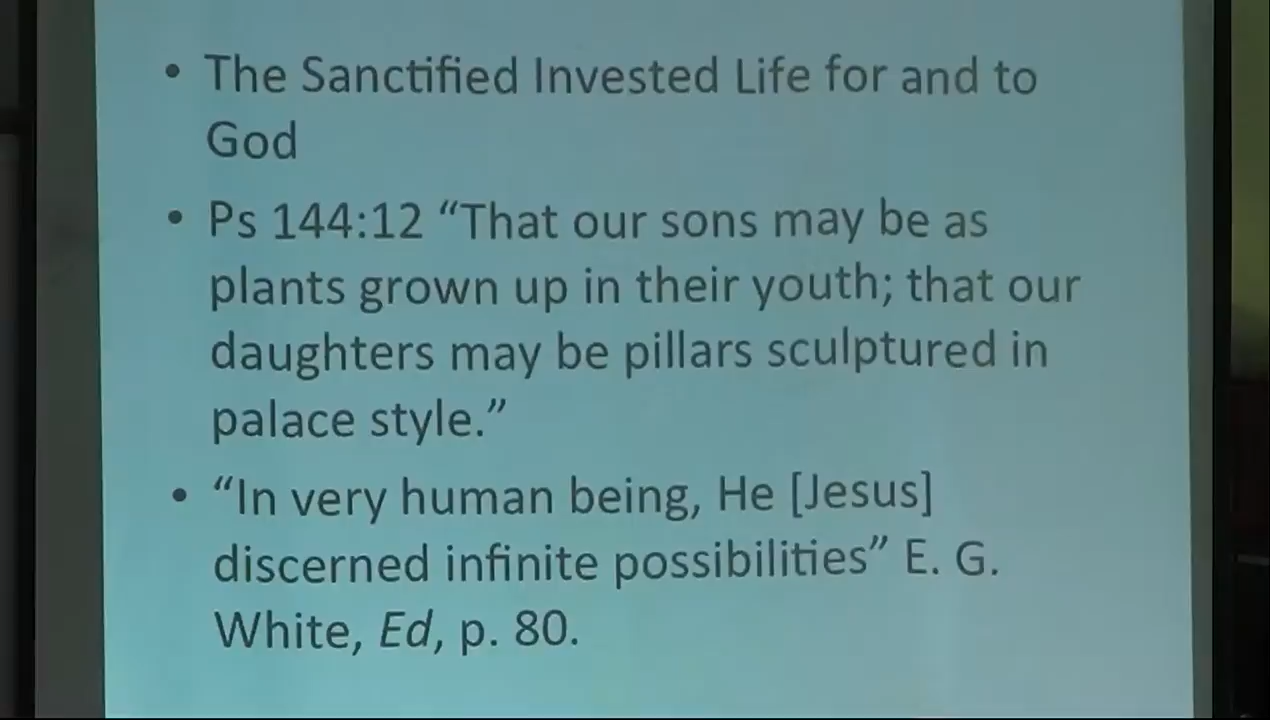 • The Sanctified Invested Life for and to
God
• Ps 144:12 “That our sons may be as
plants grown up in their youth; that our
daughters may be pillars sculptured in
palace style.”
• “In very human being, He [Jesus]
discerned infinite possibilities” E. G.
White, Ed, p. 80.